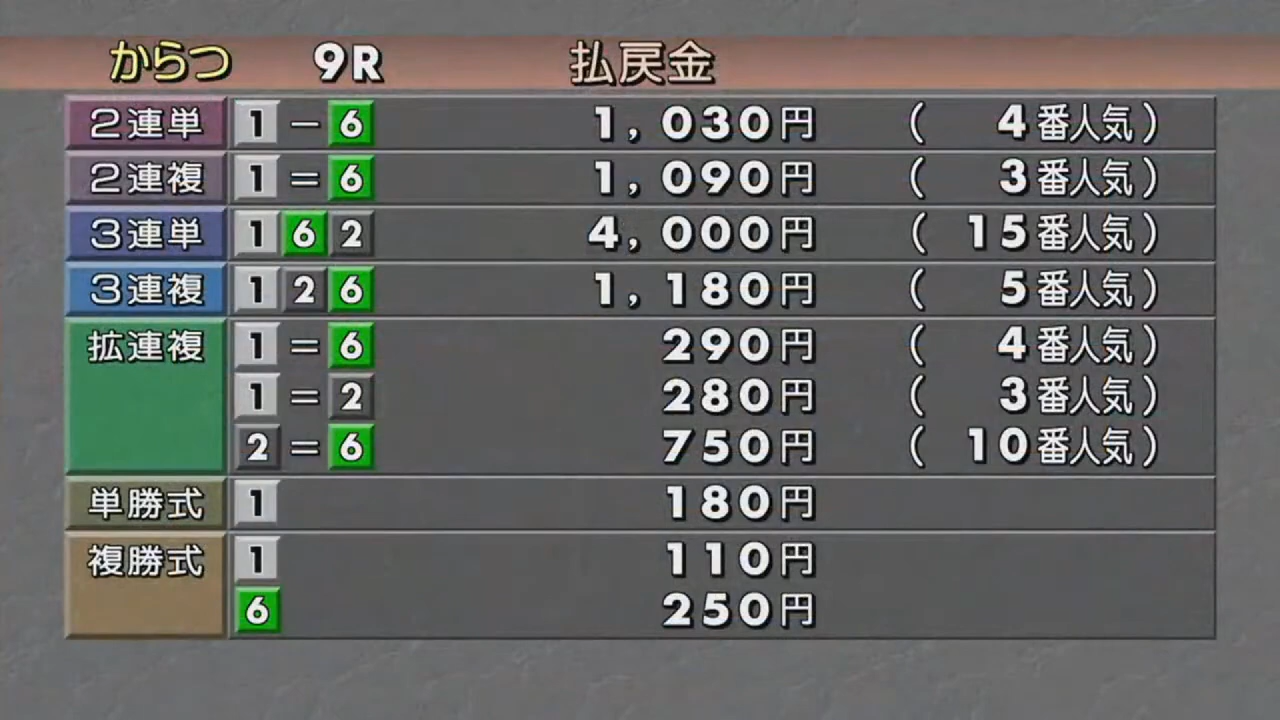 からつ 9R 払戻金
2連単 1 - 6 1,030円 ( 4番人気)
2連複 1 = 6 1,090円 ( 3番人気)
3連単 1 6 2 4,000円 ( 15番人気)
3連複 1 2 6 1,180円 ( 5番人気)
拡連複 1 = 6 290円 ( 4番人気)
1 = 2 280円 ( 3番人気)
2 = 6 750円 ( 10番人気)
単勝式 1 180円
複勝式 1 110円
6 250円